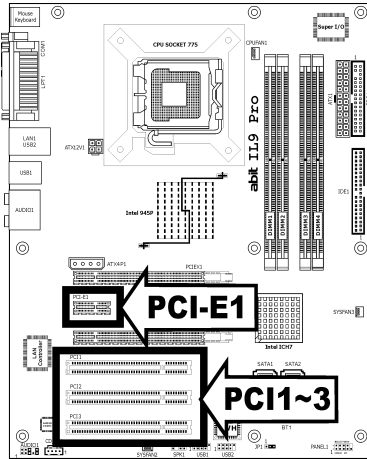 Mouse
Keyboard
COM1
LPT1
LAN1
USB2
USB1
AUDIO1
CPU SOCKET 775
CPUFAN1
Super I/O
ATX1
ATX12V1
abit IL9 Pro
DIMM1
DIMM2
DIMM3
DIMM4
IDE1
Intel 945P
ATX4P1
PCIEX1
PCI-E1
PCI-E1
SYSFAN3
Intel ICH7
LAN
Controller
SATA1
SATA2
PCI1
PCI2
PCI3
PCI1~3
BT1
AUDIO1
SYSFAN2
SPK1
USB1
USB2
JP1
PANEL1